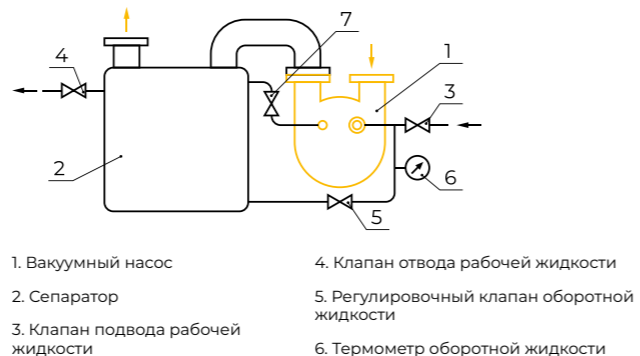 7
4
1
3
2
6
5
1. Вакуумный насос
2. Сепаратор
3. Клапан подвода рабочей
жидкости
4. Клапан отвода рабочей жидкости
5. Регулировочный клапан оборотной
жидкости
6. Термометр оборотной жидкости